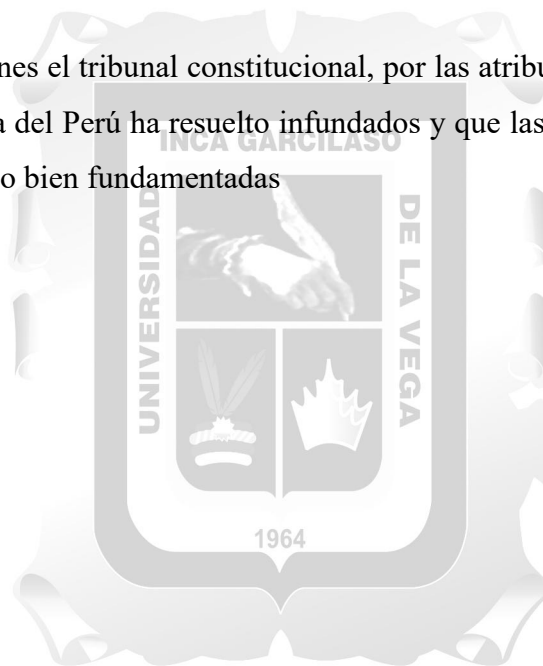 nes el tribunal constitucional, por las atribu
a del Perú ha resuelto infundados y que las
o bien fundamentadas
INCA GARCILASO
UNIVERSIDAD
DE LA VEGA
1964